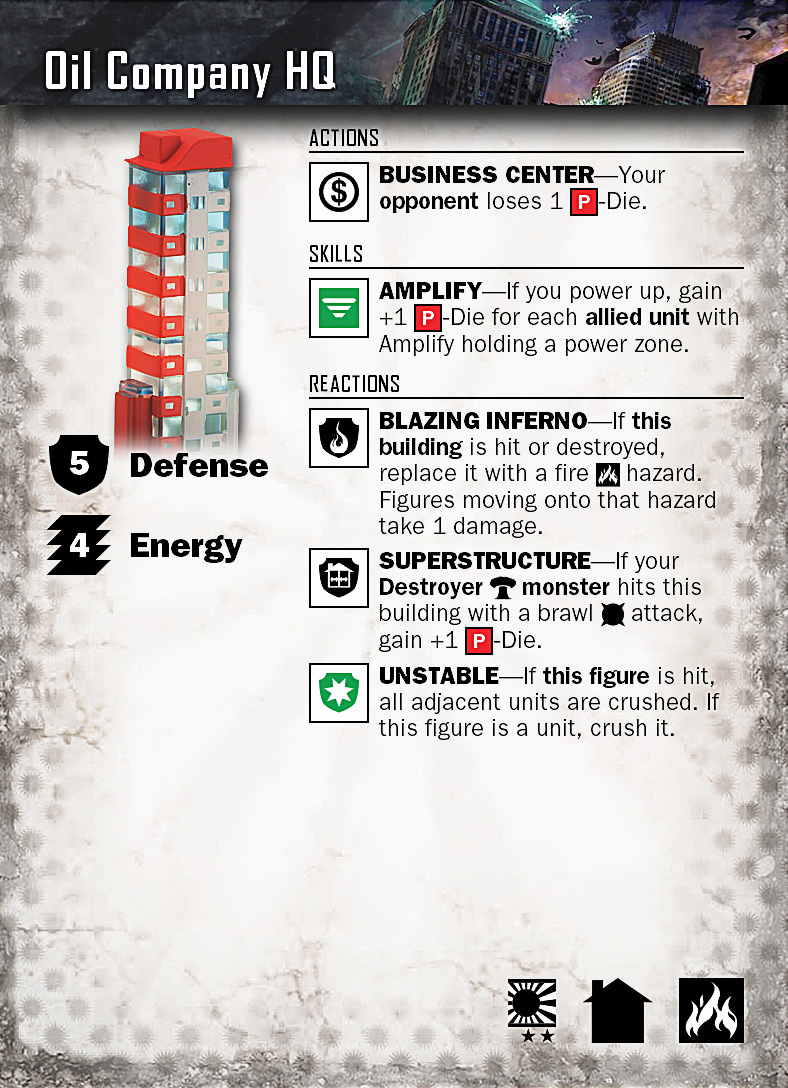 Oil Company HQ
ACTIONS
$
BUSINESS CENTER—Your
opponent loses 1 P-Die.
SKILLS
AMPLIFY—If you power up, gain
+1 P-Die for each allied unit with
Amplify holding a power zone.
REACTIONS
BLAZING INFERNO—If this
building is hit or destroyed,
replace it with a fire hazard.
Figures moving onto that hazard
take 1 damage.
SUPERSTRUCTURE—If your
Destroyer monster hits this
building with a brawl attack,
gain +1 P-Die.
UNSTABLE—If this figure is hit,
all adjacent units are crushed. If
this figure is a unit, crush it.
5 Defense
4 Energy